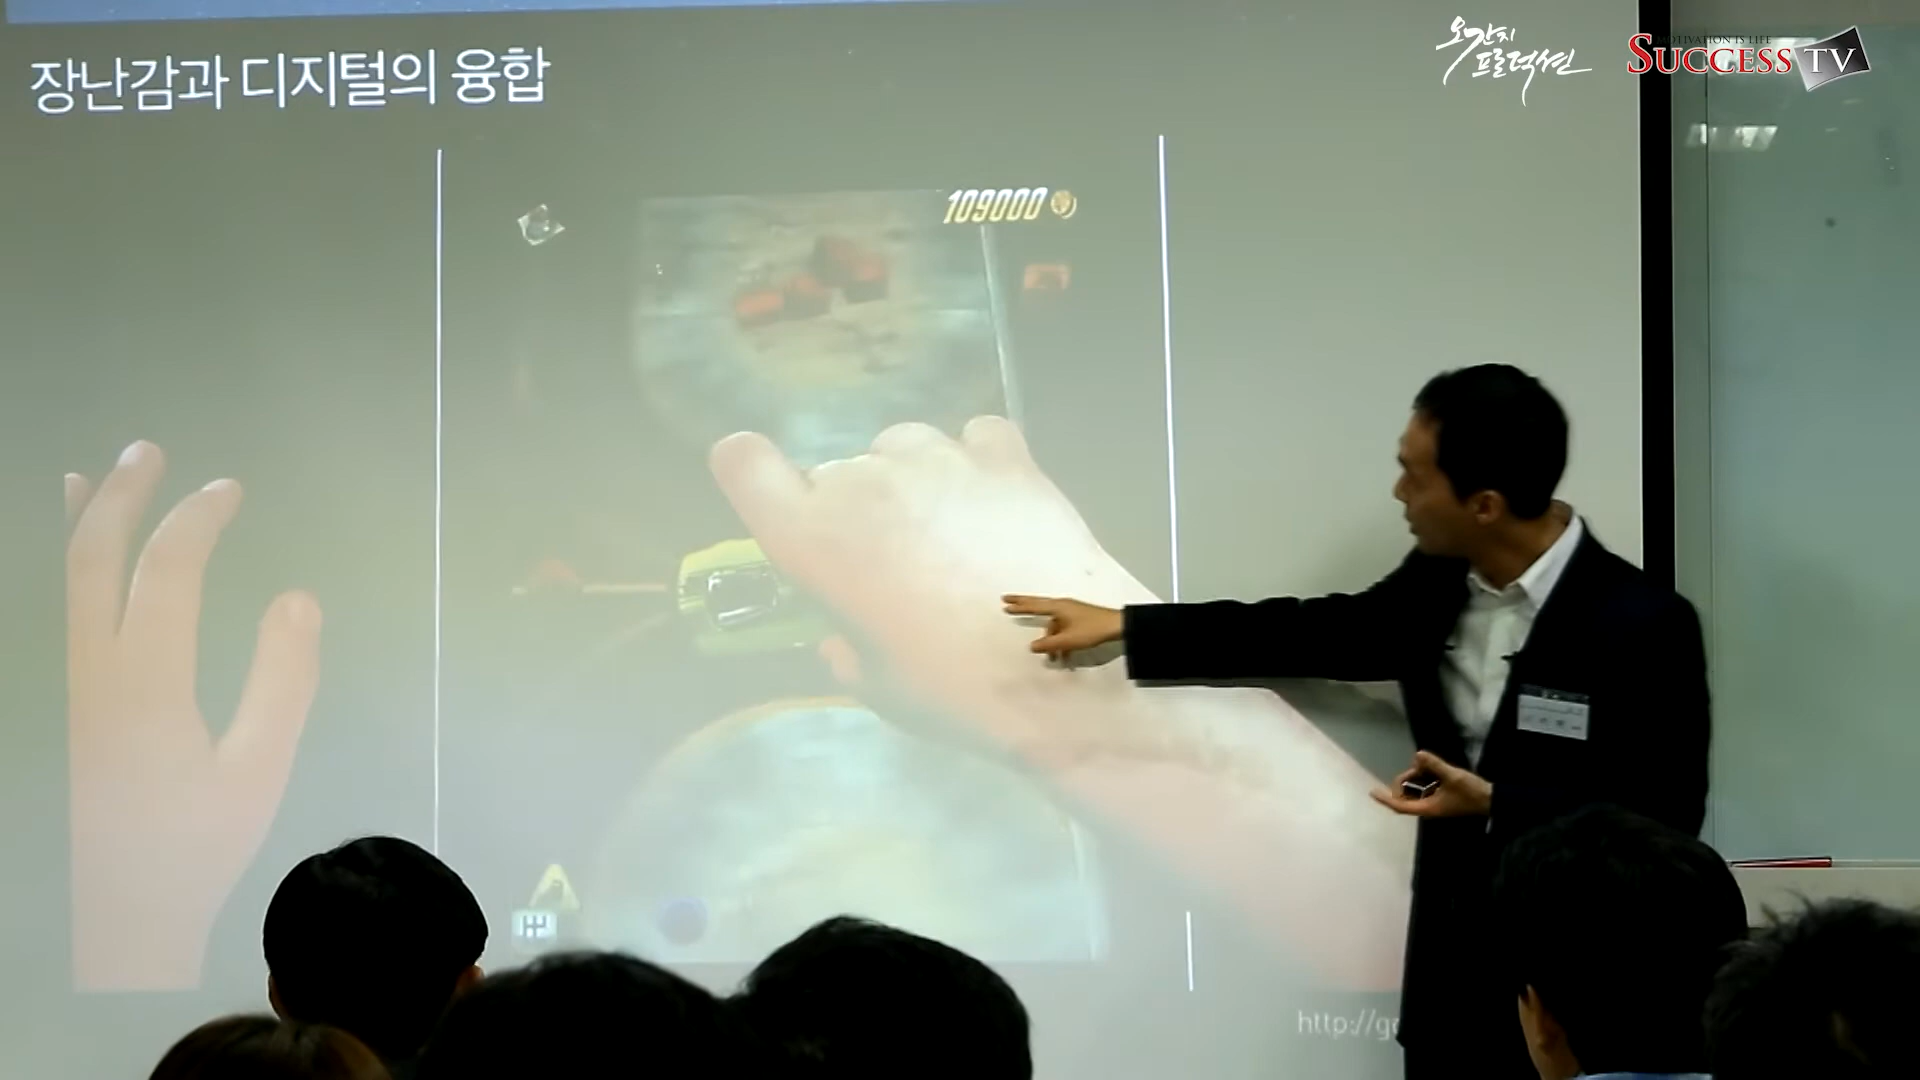 장난감과 디지털의 융합
오간지
프로덕션
MOTIVATION IS LIFE
SUCCESS TV
109000
http://go